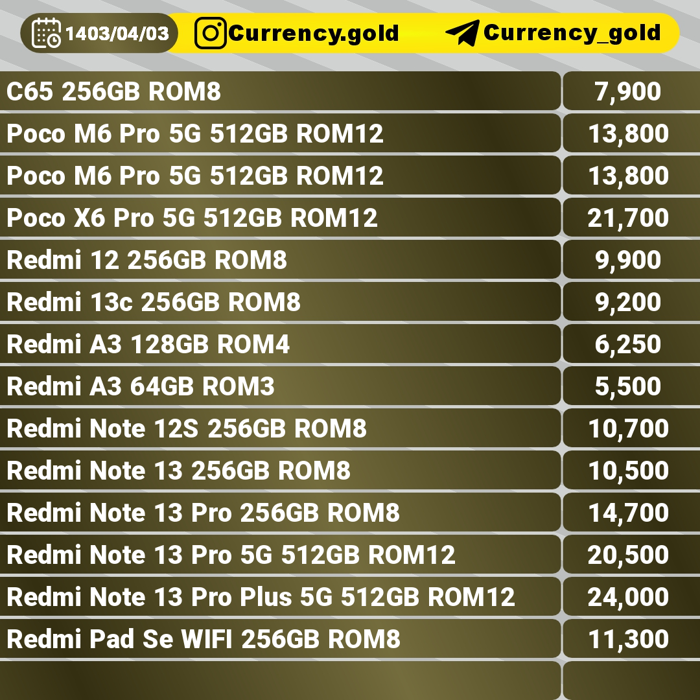 1403/04/03 Currency.gold Currency_gold
C65 256GB ROM8 7,900
Poco M6 Pro 5G 512GB ROM12 13,800
Poco M6 Pro 5G 512GB ROM12 13,800
Poco X6 Pro 5G 512GB ROM12 21,700
Redmi 12 256GB ROM8 9,900
Redmi 13c 256GB ROM8 9,200
Redmi A3 128GB ROM4 6,250
Redmi A3 64GB ROM3 5,500
Redmi Note 12S 256GB ROM8 10,700
Redmi Note 13 256GB ROM8 10,500
Redmi Note 13 Pro 256GB ROM8 14,700
Redmi Note 13 Pro 5G 512GB ROM12 20,500
Redmi Note 13 Pro Plus 5G 512GB ROM12 24,000
Redmi Pad Se WIFI 256GB ROM8 11,300